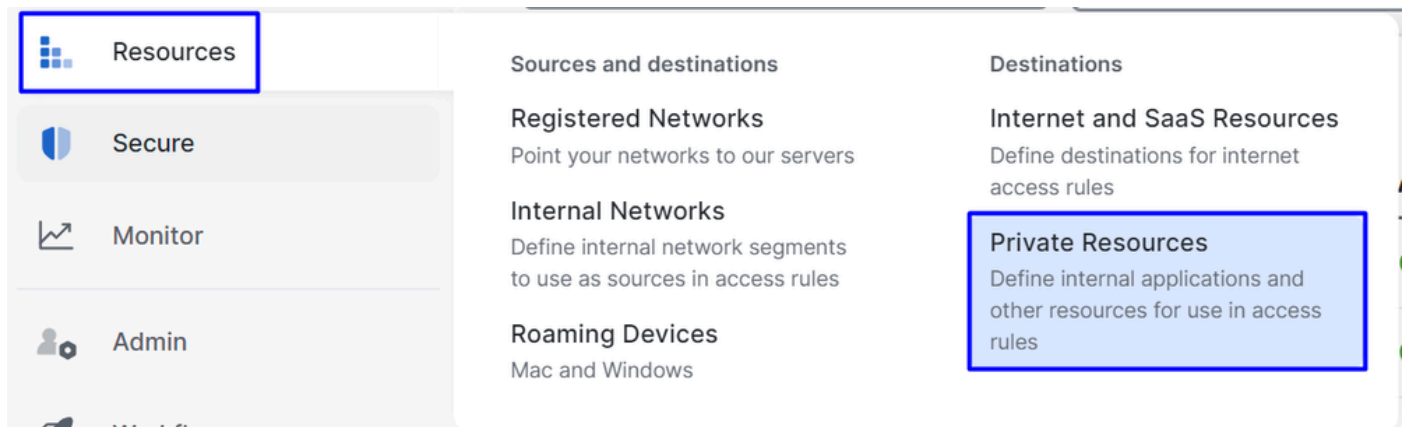 Resources
Secure
Monitor
Admin
Sources and destinations
Registered Networks
Point your networks to our servers
Internal Networks
Define internal network segments
to use as sources in access rules
Roaming Devices
Mac and Windows
Destinations
Internet and SaaS Resources
Define destinations for internet
access rules
Private Resources
Define internal applications and
other resources for use in access
rules